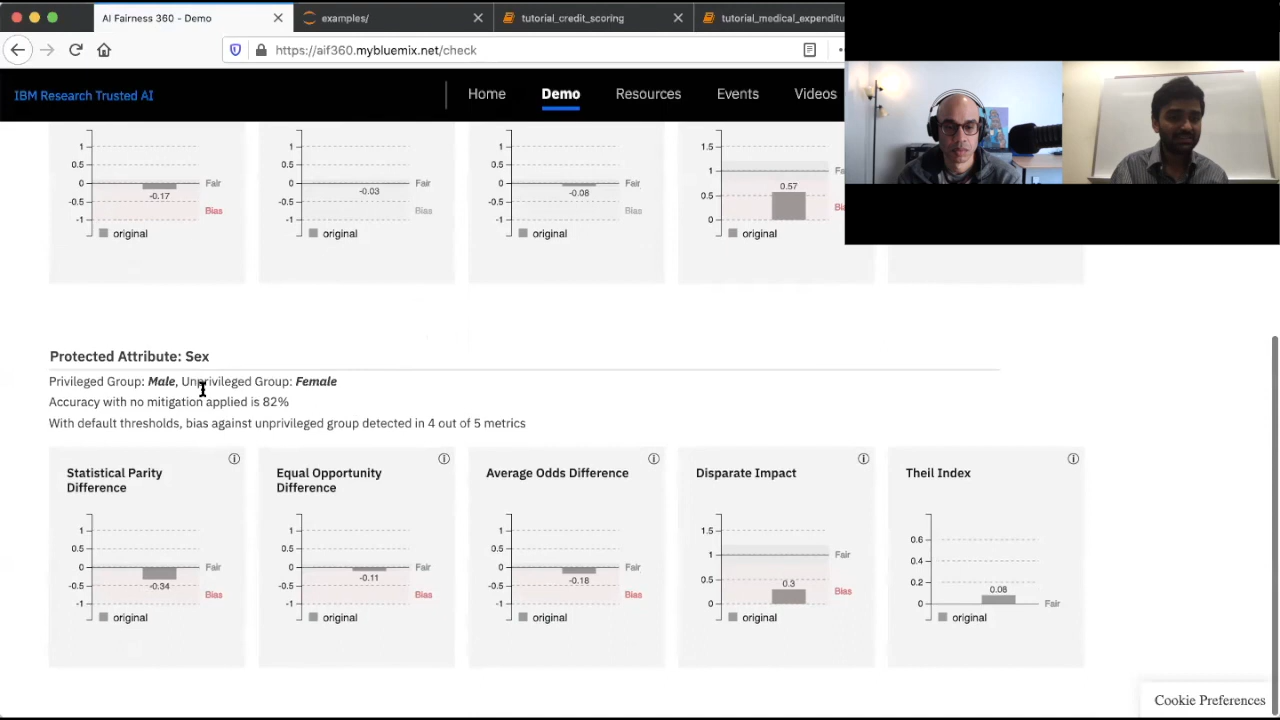 AI Fairness 360 - Demo
examples/
tutorial_credit_scoring
tutorial_medical_expenditu
https://aif360.mybluemix.net/check
IBM Research Trusted AI
Home
Demo
Resources
Events
Videos
1
0.5
0
-0.5
-1
-0.17
Fair
Bias
original
1
0.5
0
-0.5
-1
-0.03
Fair
Bias
original
1
0.5
0
-0.5
-1
-0.08
Fair
Bias
original
1.5
1
0.5
0
0.57
Fa
Bia
original
Protected Attribute: Sex
Privileged Group: Male, Unprivileged Group: Female
Accuracy with no mitigation applied is 82%
With default thresholds, bias against unprivileged group detected in 4 out of 5 metrics
Statistical Parity
Difference
1
0.5
0
-0.5
-1
-0.34
Fair
Bias
original
Equal Opportunity
Difference
1
0.5
0
-0.5
-1
-0.11
Fair
Bias
original
Average Odds Difference
1
0.5
0
-0.5
-1
-0.18
Fair
Bias
original
Disparate Impact
1.5
1
0.5
0
0.3
Fair
Bias
original
Theil Index
0.6
0.4
0.2
0
0.08
Fair
original
Cookie Preferences